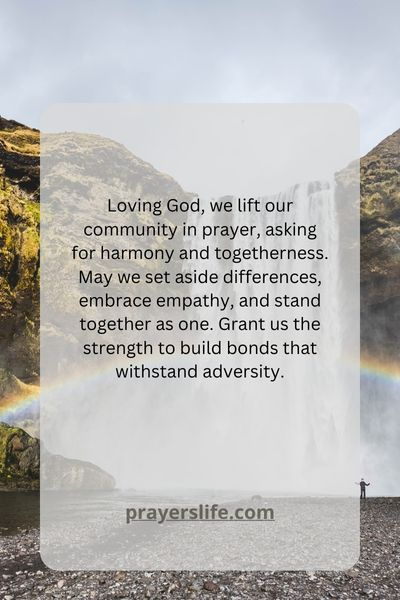 Loving God, we lift our
community in prayer, asking
for harmony and togetherness.
May we set aside differences,
embrace empathy, and stand
together as one. Grant us the
strength to build bonds that
withstand adversity.
prayerslife.com